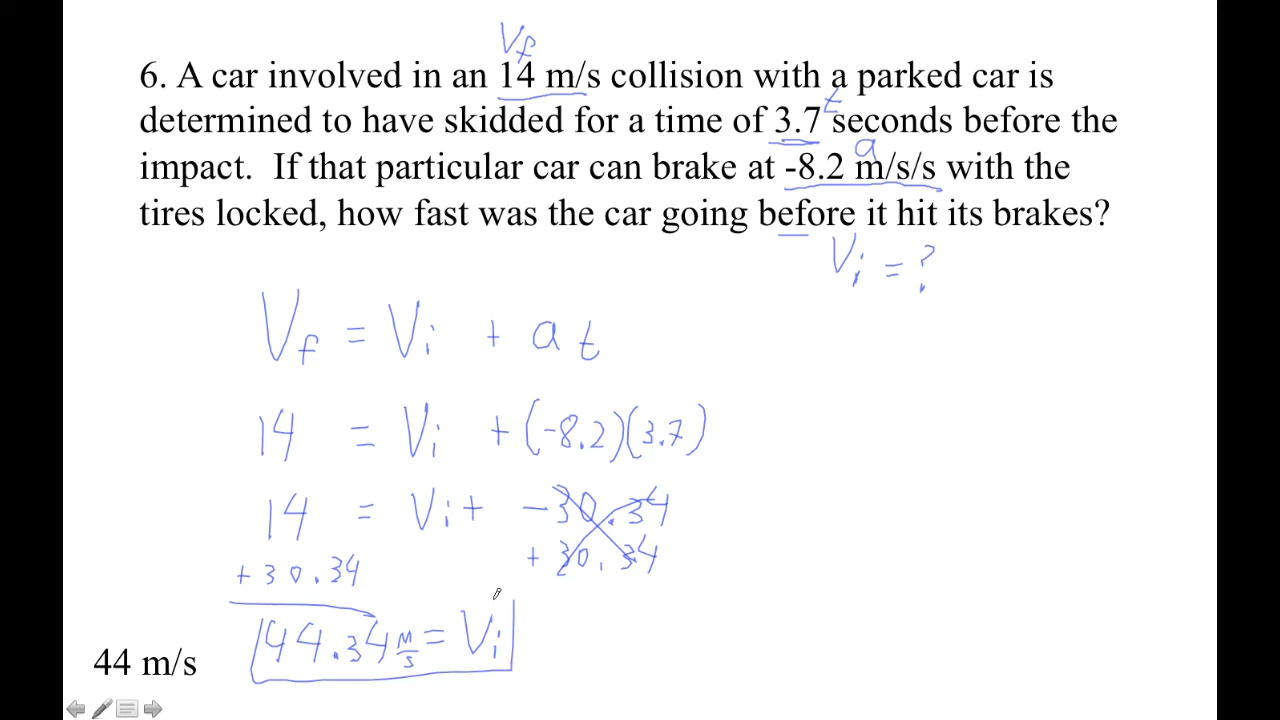 Vf
6. A car involved in an 14 m/s collision with a parked car is
t
determined to have skidded for a time of 3.7 seconds before the
a
impact. If that particular car can brake at -8.2 m/s/s with the
tires locked, how fast was the car going before it hit its brakes?
Vi = ?
Vf = Vi + at
14 = Vi + (-8.2)(3.7)
14 = Vi + -30.34
+30.34 + 30.34
44.34 m/s = Vi
44 m/s